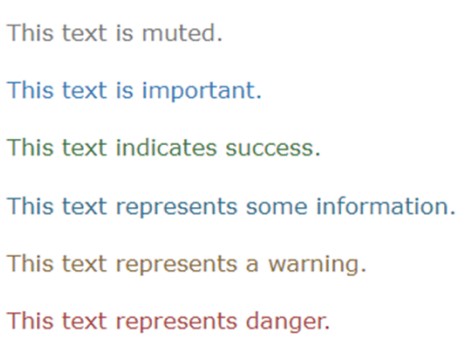 This text is muted.
This text is important.
This text indicates success.
This text represents some information.
This text represents a warning.
This text represents danger.